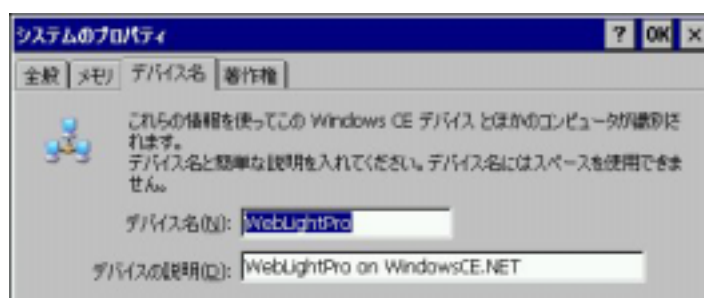 システムのプロパティ ? OK ×
全般 メモリ デバイス名 著作権
これらの情報を使ってこの Windows CE デバイス とほかのコンピュータが識別さ
れます。
デバイス名と簡単な説明を入れてください。デバイス名にはスペースを使用できま
せん。
デバイス名(N): WebLightPro
デバイスの説明(D): WebLightPro on WindowsCE.NET